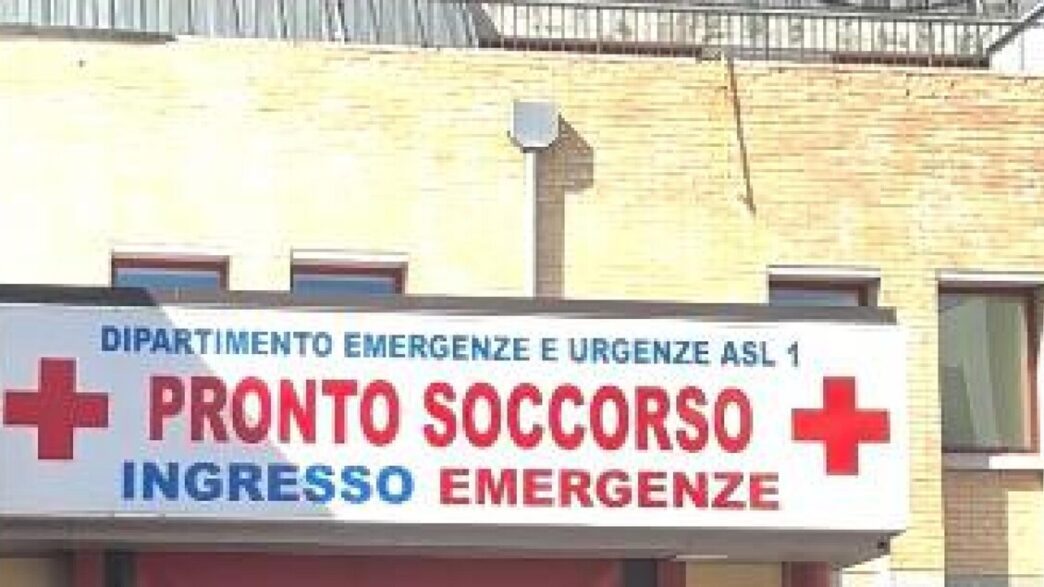 DIPARTIMENTO EMERGENZE E URGENZE ASL 1
PRONTO SOCCORSO
INGRESSO EMERGENZE